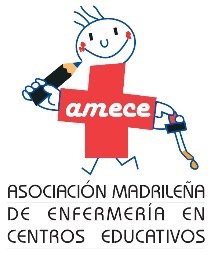 amece
ASOCIACIÓN MADRILEÑA
DE ENFERMERÍA EN
CENTROS EDUCATIVOS